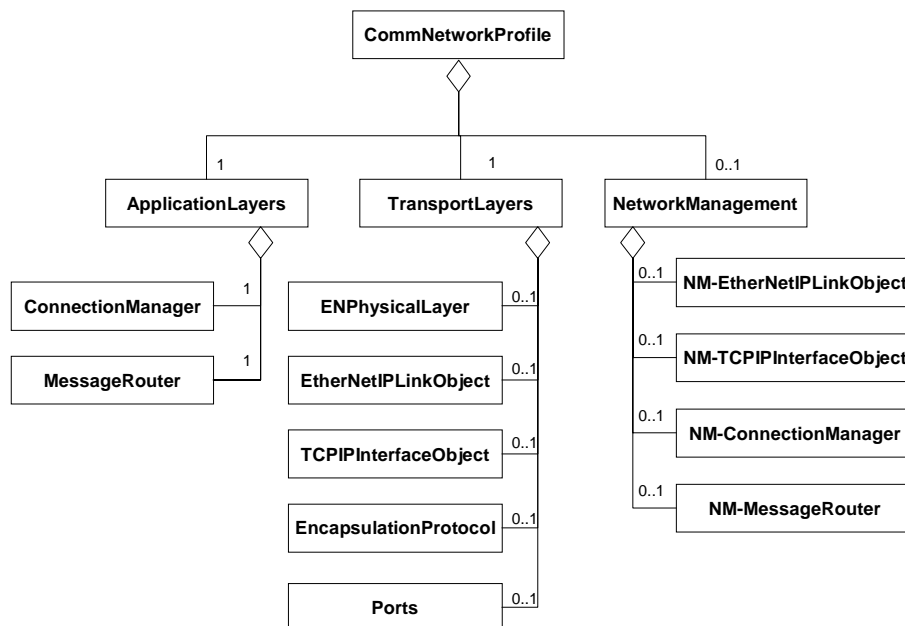 CommNetworkProfile
1
1
0..1
ApplicationLayers
TransportLayers
NetworkManagement
1
ConnectionManager
1
MessageRouter
0..1
ENPhysicalLayer
0..1
EtherNetIPLinkObject
0..1
TCPIPInterfaceObject
0..1
EncapsulationProtocol
0..1
Ports
0..1
NM-EtherNetIPLinkObject
0..1
NM-TCPIPInterfaceObject
0..1
NM-ConnectionManager
0..1
NM-MessageRouter